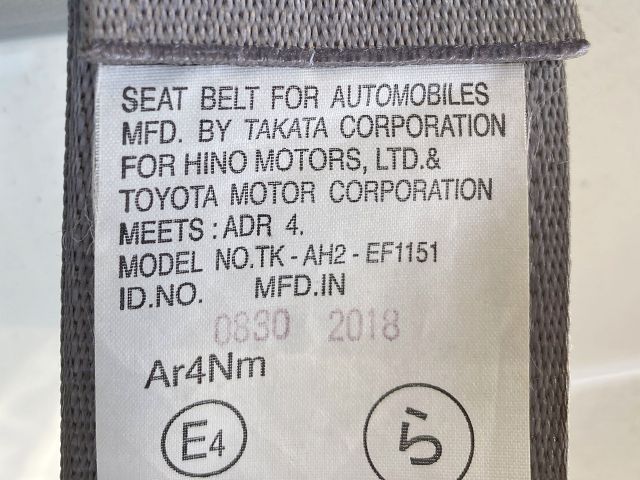 SEAT BELT FOR AUTOMOBILES
MFD. BY TAKATA CORPORATION
FOR HINO MOTORS, LTD.&
TOYOTA MOTOR CORPORATION
MEETS : ADR 4.
MODEL NO.TK - AH2 - EF1151
ID.NO. MFD.IN
0830 2018
Ar4Nm
E4 ら